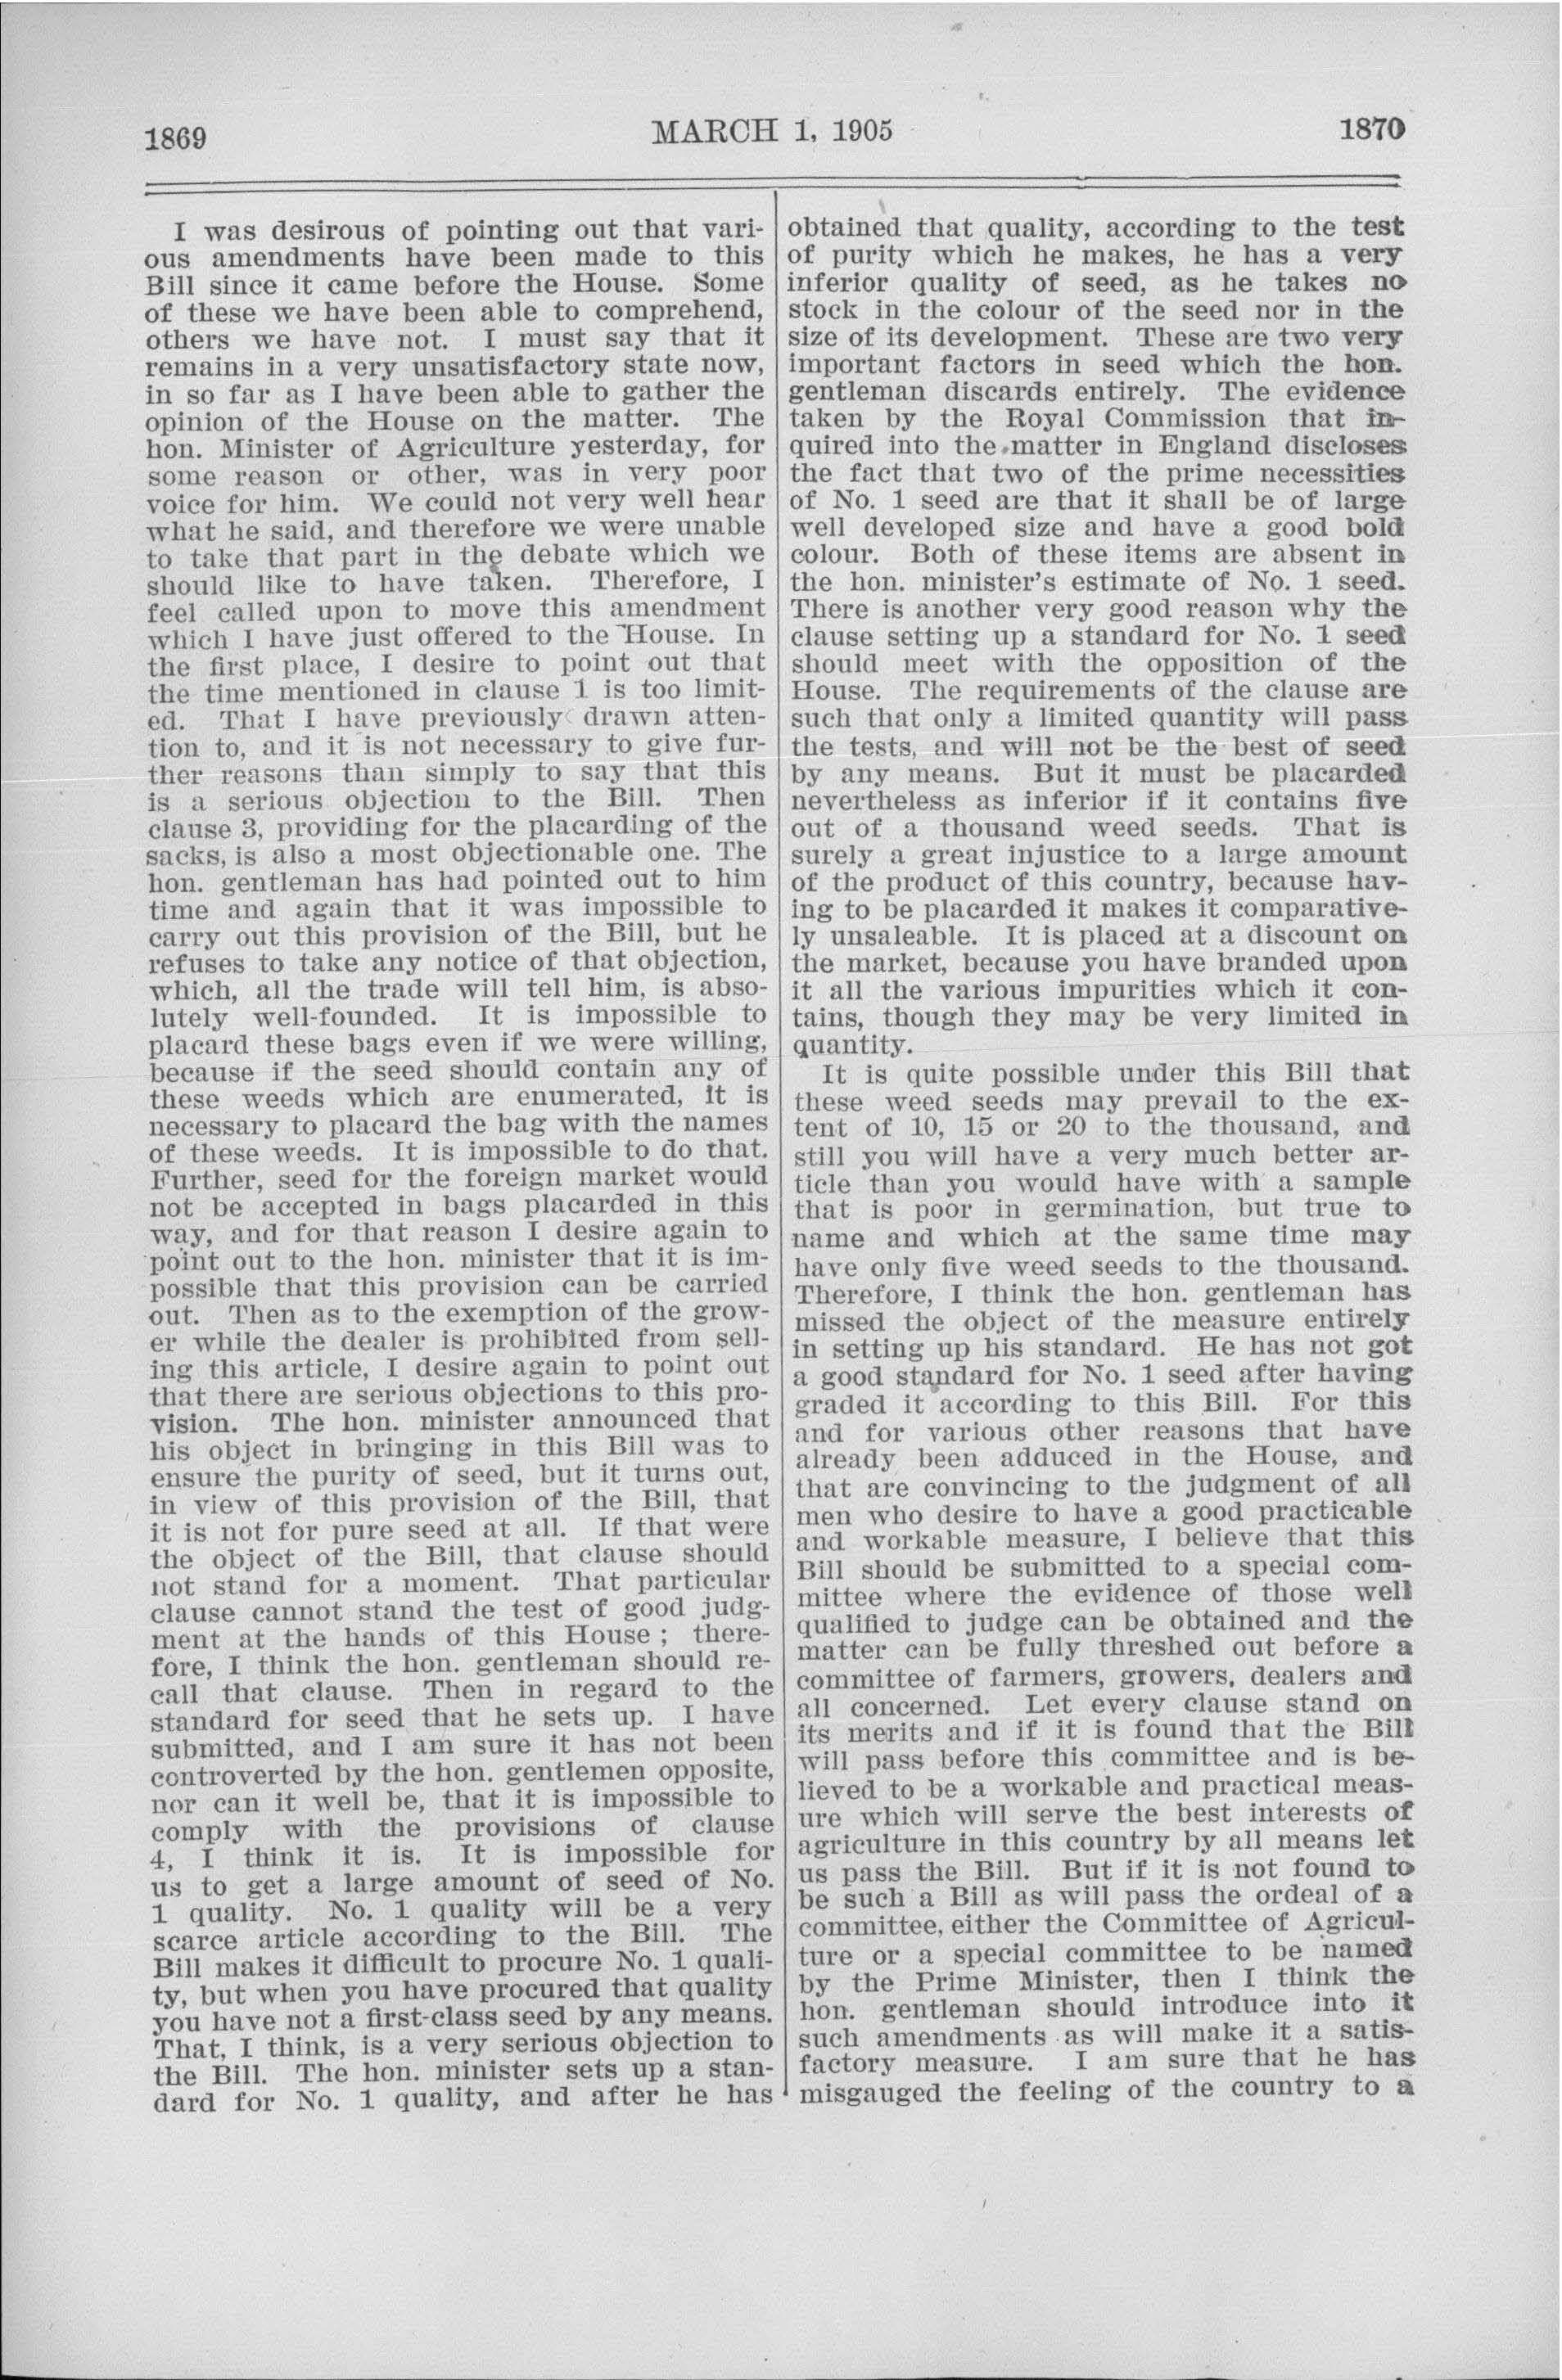 1869
MARCH 1, 1905
1870
I was desirous of pointing out that vari-
ous amendments have been made to this
Bill since it came before the House. Some
of these we have been able to comprehend,
others we have not. I must say that it
remains in a very unsatisfactory state now,
in so far as I have been able to gather the
opinion of the House on the matter. The
hon. Minister of Agriculture yesterday, for
some reason or other, was in very poor
voice for him. We could not very well hear
what he said, and therefore we were unable
to take that part in the debate which we
should like to have taken. Therefore, I
feel called upon to move this amendment
which I have just offered to the House. In
the first place, I desire to point out that
the time mentioned in clause 1 is too limit-
ed. That I have previously drawn atten-
tion to, and it is not necessary to give fur-
ther reasons than simply to say that this
is a serious objection to the Bill. Then
clause 3, providing for the placarding of the
sacks, is also a most objectionable one. The
hon. gentleman has had pointed out to him
time and again that it was impossible to
carry out this provision of the Bill, but he
refuses to take any notice of that objection,
which, all the trade will tell him, is abso-
lutely well-founded. It is impossible to
placard these bags even if we were willing,
because if the seed should contain any of
these weeds which are enumerated, it is
necessary to placard the bag with the names
of these weeds. It is impossible to do that.
Further, seed for the foreign market would
not be accepted in bags placarded in this
way, and for that reason I desire again to
point out to the hon. minister that it is im-
possible that this provision can be carried
out. Then as to the exemption of the grow-
er while the dealer is prohibited from sell-
ing this article, I desire again to point out
that there are serious objections to this pro-
vision. The hon. minister announced that
his object in bringing in this Bill was to
ensure the purity of seed, but it turns out,
in view of this provision of the Bill, that
it is not for pure seed at all. If that were
the object of the Bill, that clause should
not stand for a moment. That particular
clause cannot stand the test of good judg-
ment at the hands of this House ; there-
fore, I think the hon. gentleman should re-
call that clause. Then in regard to the
standard for seed that he sets up. I have
submitted, and I am sure it has not been
controverted by the hon. gentlemen opposite,
nor can it well be, that it is impossible to
comply with the provisions of clause
4, I think it is. It is impossible for
us to get a large amount of seed of No.
1 quality. No. 1 quality will be a very
scarce article according to the Bill. The
Bill makes it difficult to procure No. 1 quali-
ty, but when you have procured that quality
you have not a first-class seed by any means.
That, I think, is a very serious objection to
the Bill. The hon. minister sets up a stan-
dard for No. 1 quality, and after he has
obtained that quality, according to the test
of purity which he makes, he has a very
inferior quality of seed, as he takes no
stock in the colour of the seed nor in the
size of its development. These are two very
important factors in seed which the hon.
gentleman discards entirely. The evidence
taken by the Royal Commission that in-
quired into the matter in England discloses
the fact that two of the prime necessities
of No. 1 seed are that it shall be of large
well developed size and have a good bold
colour. Both of these items are absent in
the hon. minister's estimate of No. 1 seed.
There is another very good reason why the
clause setting up a standard for No. 1 seed
should meet with the opposition of the
House. The requirements of the clause are
such that only a limited quantity will pass
the tests, and will not be the best of seed
by any means. But it must be placarded
nevertheless as inferior if it contains five
out of a thousand weed seeds. That is
surely a great injustice to a large amount
of the product of this country, because hav-
ing to be placarded it makes it comparative-
ly unsaleable. It is placed at a discount on
the market, because you have branded upon
it all the various impurities which it con-
tains, though they may be very limited in
quantity.
It is quite possible under this Bill that
these weed seeds may prevail to the ex-
tent of 10, 15 or 20 to the thousand, and
still you will have a very much better ar-
ticle than you would have with a sample
that is poor in germination, but true to
name and which at the same time may
have only five weed seeds to the thousand.
Therefore, I think the hon. gentleman has
missed the object of the measure entirely
in setting up his standard. He has not got
a good standard for No. 1 seed after having
graded it according to this Bill. For this
and for various other reasons that have
already been adduced in the House, and
that are convincing to the judgment of all
men who desire to have a good practicable
and workable measure, I believe that this
Bill should be submitted to a special com-
mittee where the evidence of those well
qualified to judge can be obtained and the
matter can be fully threshed out before a
committee of farmers, growers, dealers and
all concerned. Let every clause stand on
its merits and if it is found that the Bill
will pass before this committee and is be-
lieved to be a workable and practical meas-
ure which will serve the best interests of
agriculture in this country by all means let
us pass the Bill. But if it is not found to
be such a Bill as will pass the ordeal of a
committee, either the Committee of Agricul-
ture or a special committee to be named
by the Prime Minister, then I think the
hon. gentleman should introduce into it
such amendments as will make it a satis-
factory measure. I am sure that he has
misgauged the feeling of the country to a